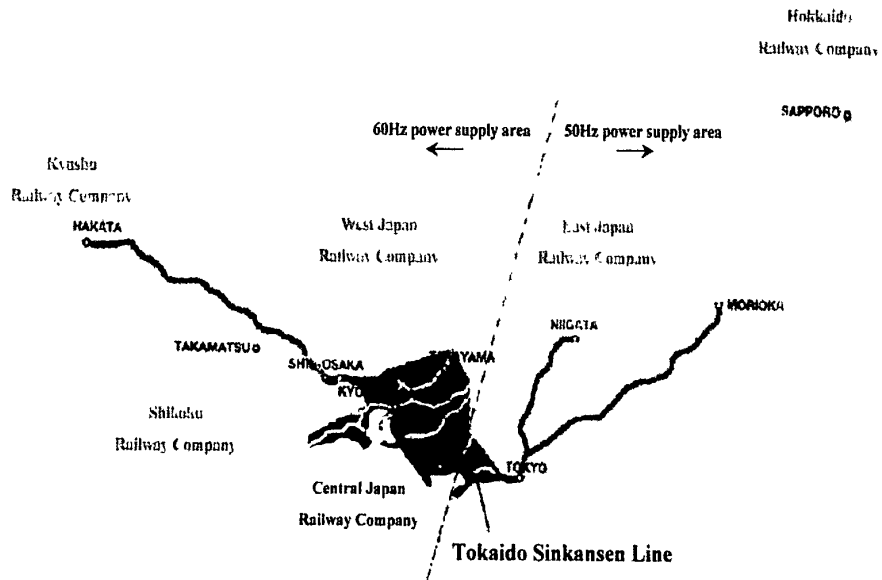 Hokkaido
Railway Company
SAPPORO
60Hz power supply area
50Hz power supply area
Kyushu
Railway Company
HAKATA
West Japan
Railway Company
East Japan
Railway Company
MORIOKA
NIIGATA
TAKAMATSU
SHIN-OSAKA
Shikoku
Railway Company
TOKYO
Central Japan
Railway Company
Tokaido Sinkansen Line